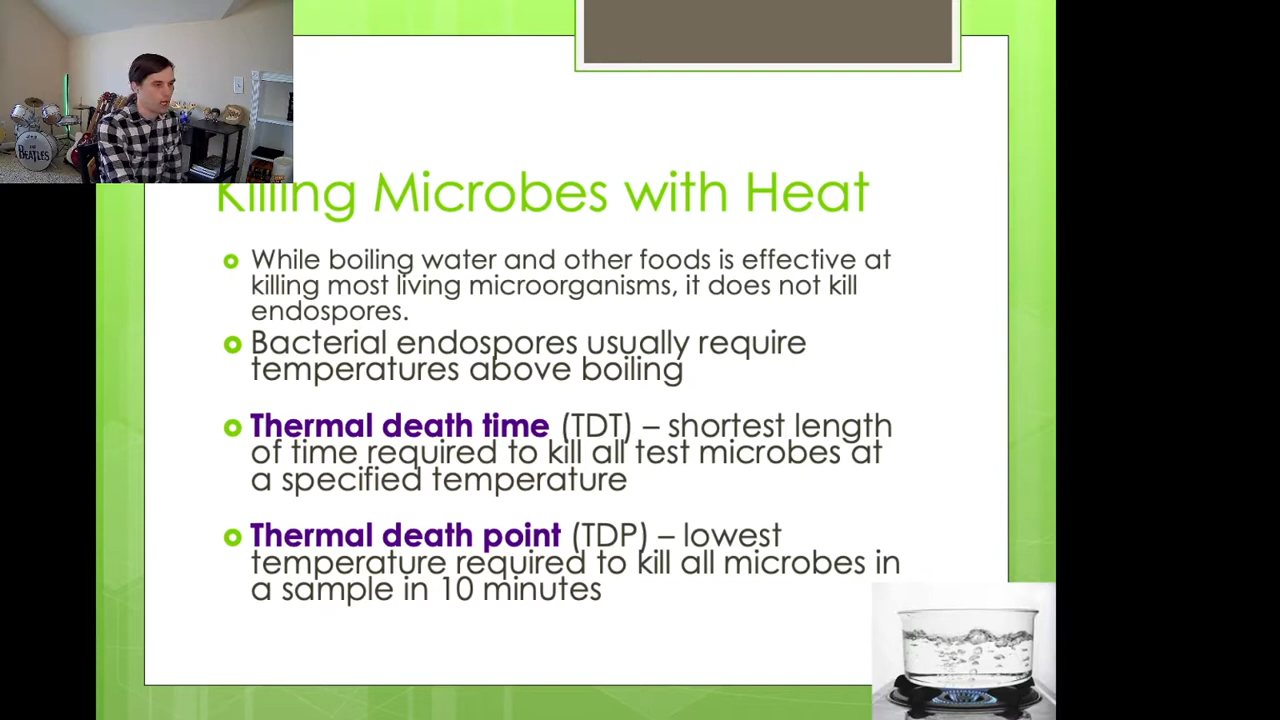 THE
BEATLES
Killing Microbes with Heat
While boiling water and other foods is effective at
killing most living microorganisms, it does not kill
endospores.
Bacterial endospores usually require
temperatures above boiling
Thermal death time (TDT) – shortest length
of time required to kill all test microbes at
a specified temperature
Thermal death point (TDP) – lowest
temperature required to kill all microbes in
a sample in 10 minutes